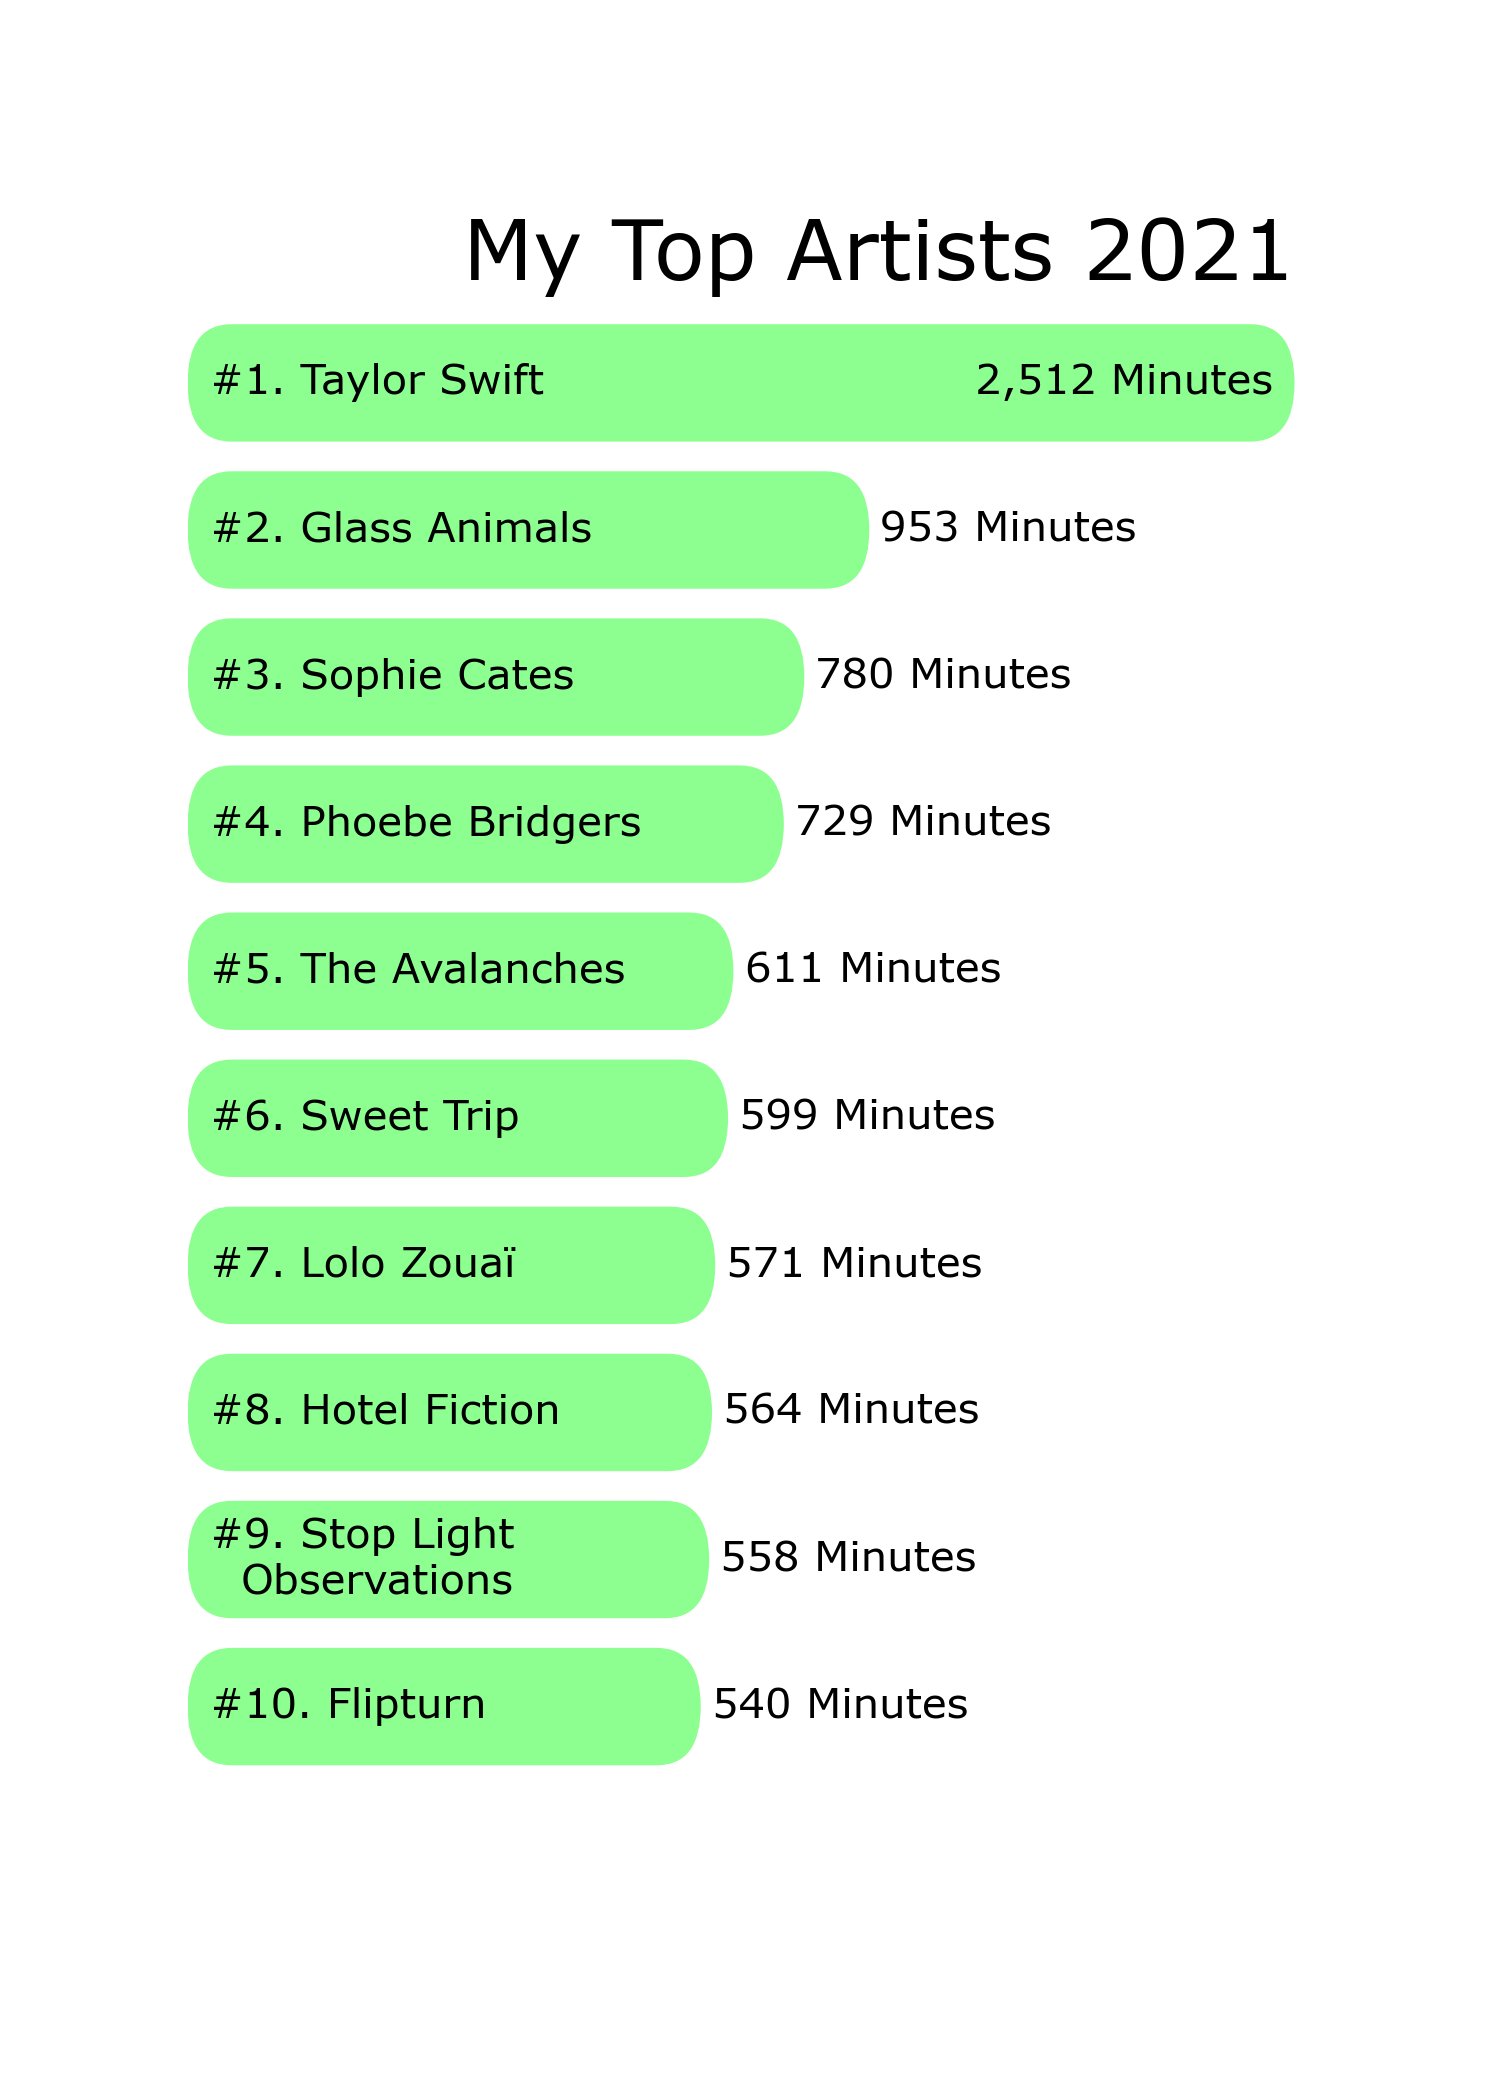 My Top Artists 2021
#1. Taylor Swift 2,512 Minutes
#2. Glass Animals 953 Minutes
#3. Sophie Cates 780 Minutes
#4. Phoebe Bridgers 729 Minutes
#5. The Avalanches 611 Minutes
#6. Sweet Trip 599 Minutes
#7. Lolo Zouaï 571 Minutes
#8. Hotel Fiction 564 Minutes
#9. Stop Light
Observations
558 Minutes
#10. Flipturn 540 Minutes